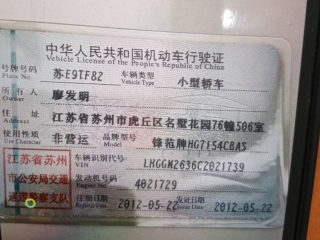 中华人民共和国机动车行驶证
Vehicle License of the People's Republic of China
号牌号码 苏E9TF82 车辆类型 小型轿车
Plate No. Vehicle Type
所有人 廖发明
Owner
住址 江苏省苏州市虎丘区名墅花园76幢506室
Address
使用性质 非营运 品牌型号 锋范牌HG7154CBA5
Use Character Model
江苏省苏州
市公安局交通
巡逻警察支队
车辆识别代号 LHGGM2636C2021739
VIN
发动机号码 4021729
Engine No.
注册日期 2012-05-22 发证日期 2012-05-22
Register Date Issue Date